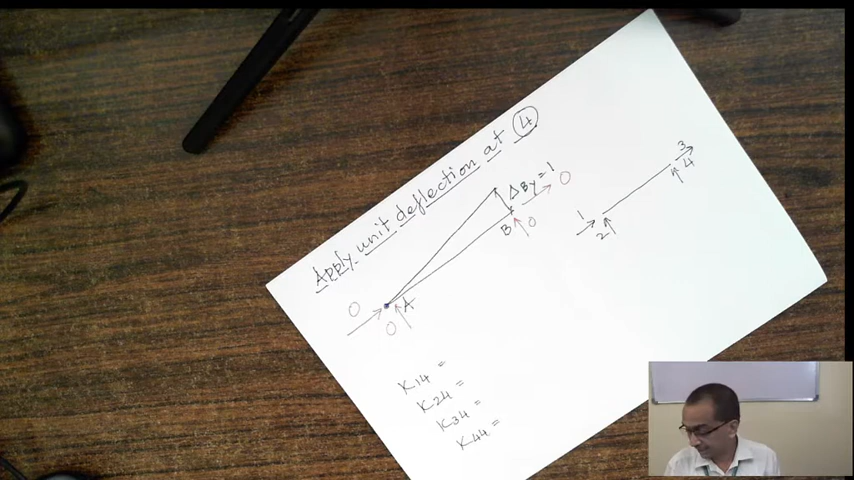 Apply unit deflection at 4
ΔBy = 1
0
B
0
A
0
0
1
2
3
4
K14 =
K24 =
K34 =
K44 =